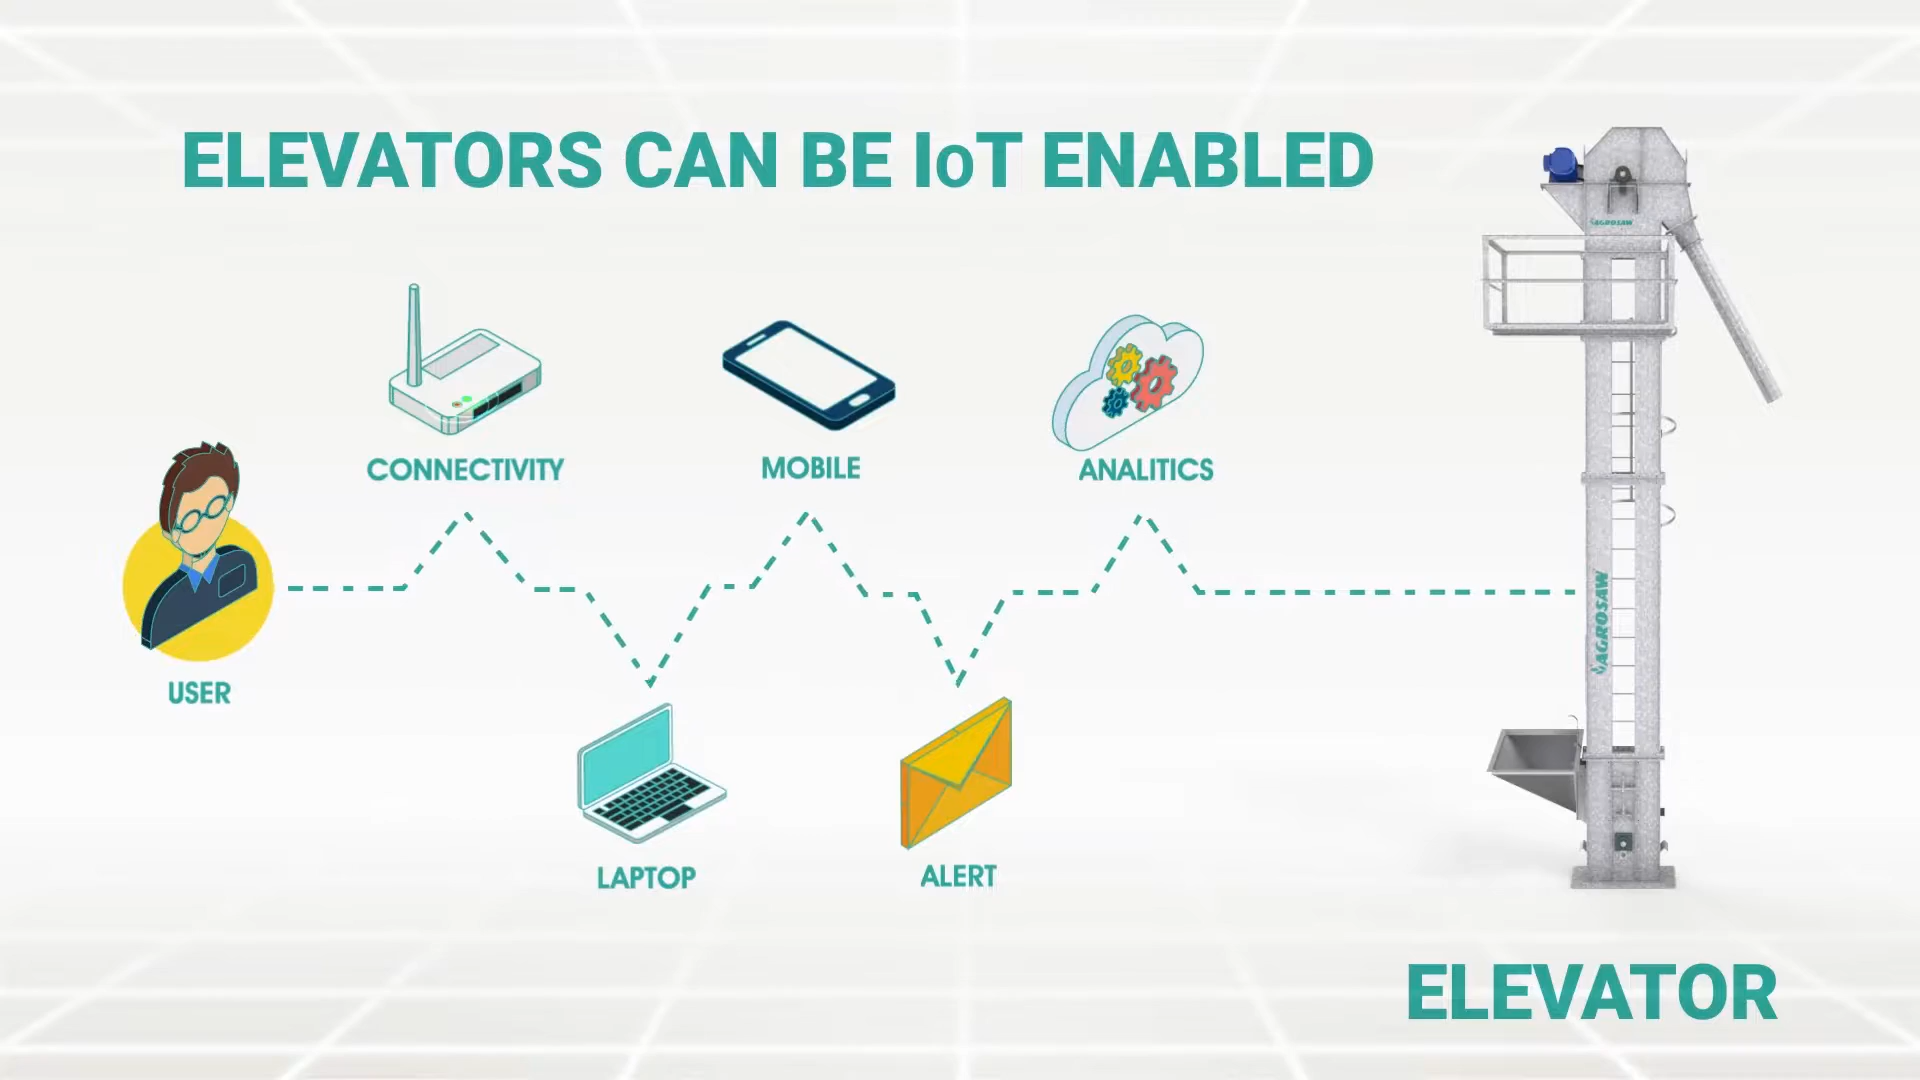 ELEVATORS CAN BE IoT ENABLED
AGROSAW
CONNECTIVITY
MOBILE
ANALITICS
USER
AGROSAW
LAPTOP
ALERT
ELEVATOR